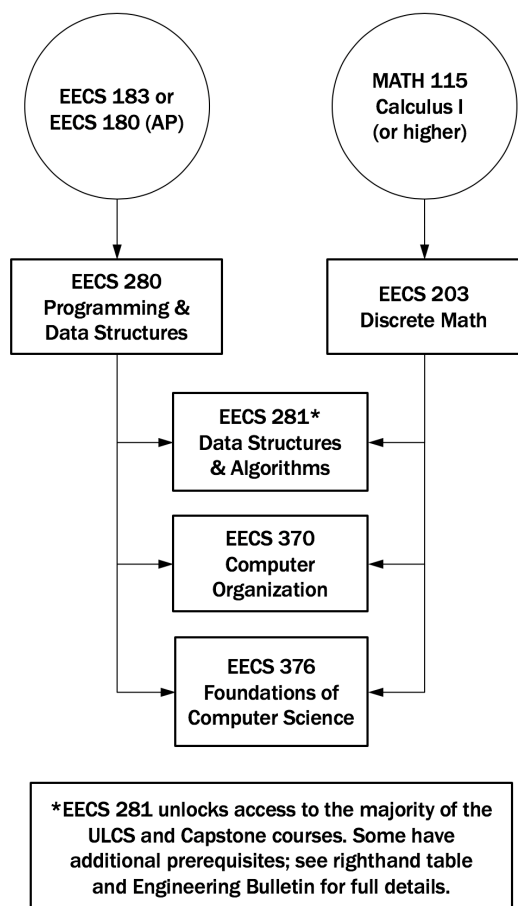 EECS 183 or
EECS 180 (AP)
MATH 115
Calculus I
(or higher)
EECS 280
Programming &
Data Structures
EECS 203
Discrete Math
EECS 281*
Data Structures
& Algorithms
EECS 370
Computer
Organization
EECS 376
Foundations of
Computer Science
*EECS 281 unlocks access to the majority of the
ULCS and Capstone courses. Some have
additional prerequisites; see righthand table
and Engineering Bulletin for full details.